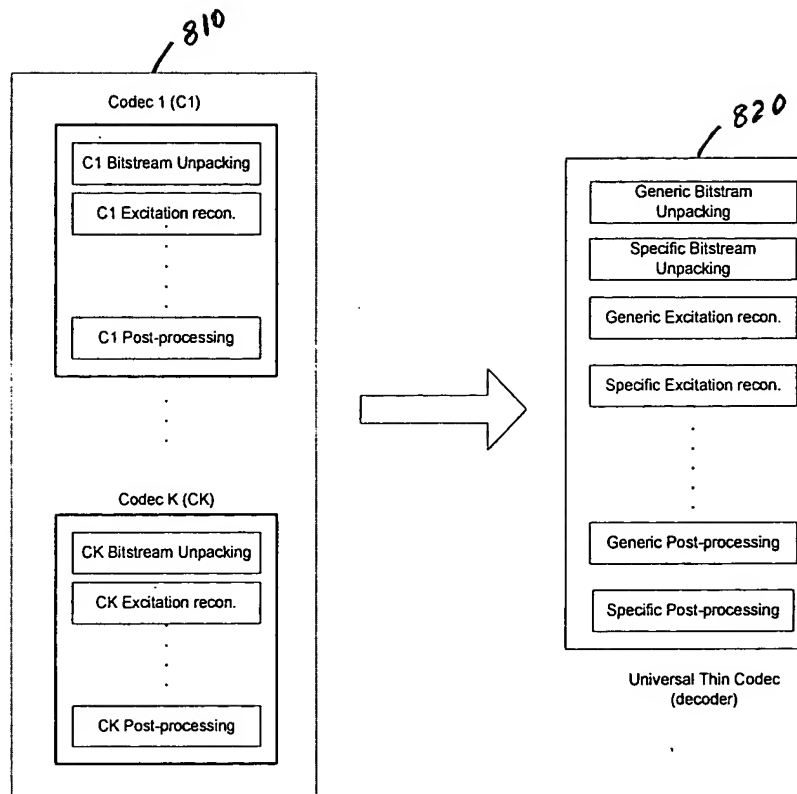 810
Codec 1 (C1)
C1 Bitstream Unpacking
C1 Excitation recon.
C1 Post-processing
Codec K (CK)
CK Bitstream Unpacking
CK Excitation recon.
CK Post-processing
820
Generic Bitstram
Unpacking
Specific Bitstream
Unpacking
Generic Excitation recon.
Specific Excitation recon.
Generic Post-processing
Specific Post-processing
Universal Thin Codec
(decoder)